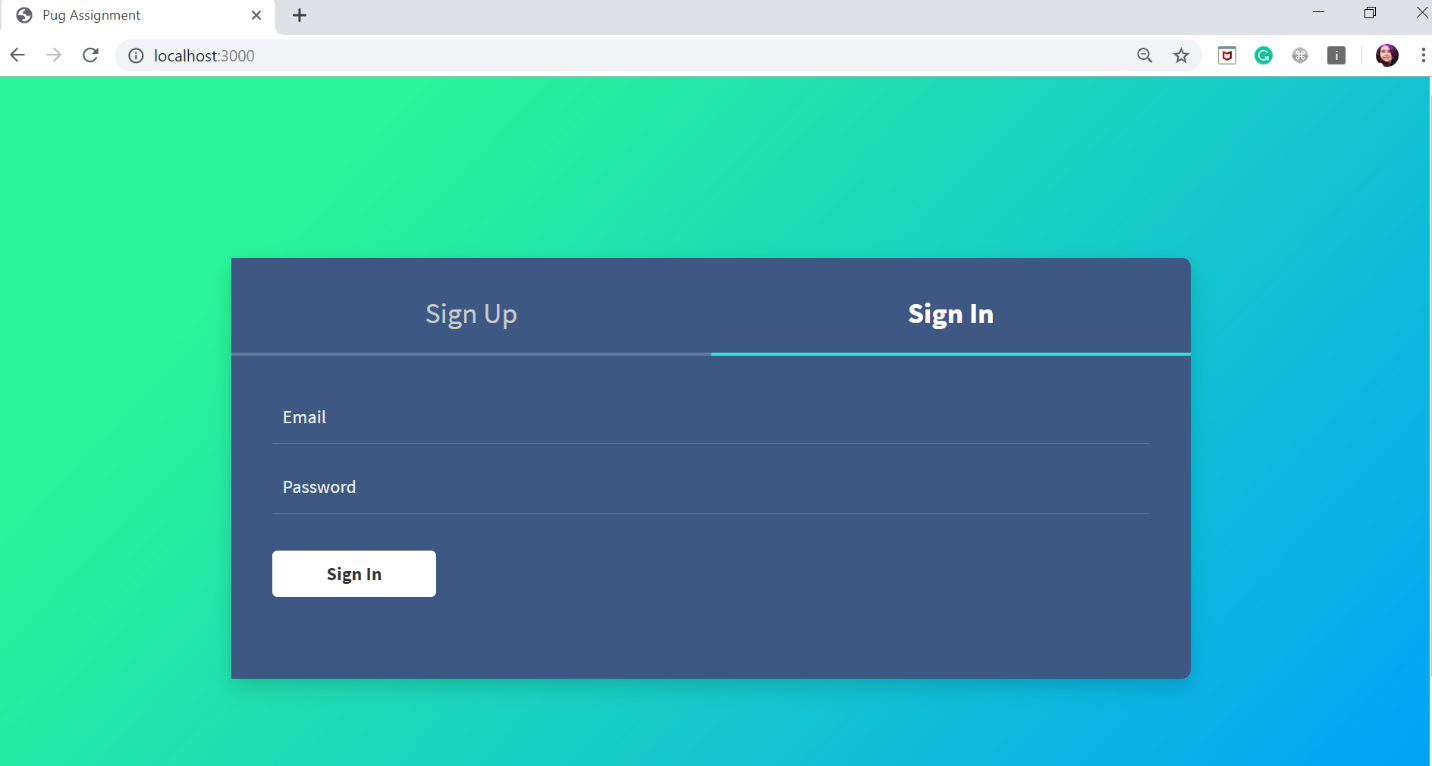 Pug Assignment
localhost:3000
Sign Up
Sign In
Email
Password
Sign In